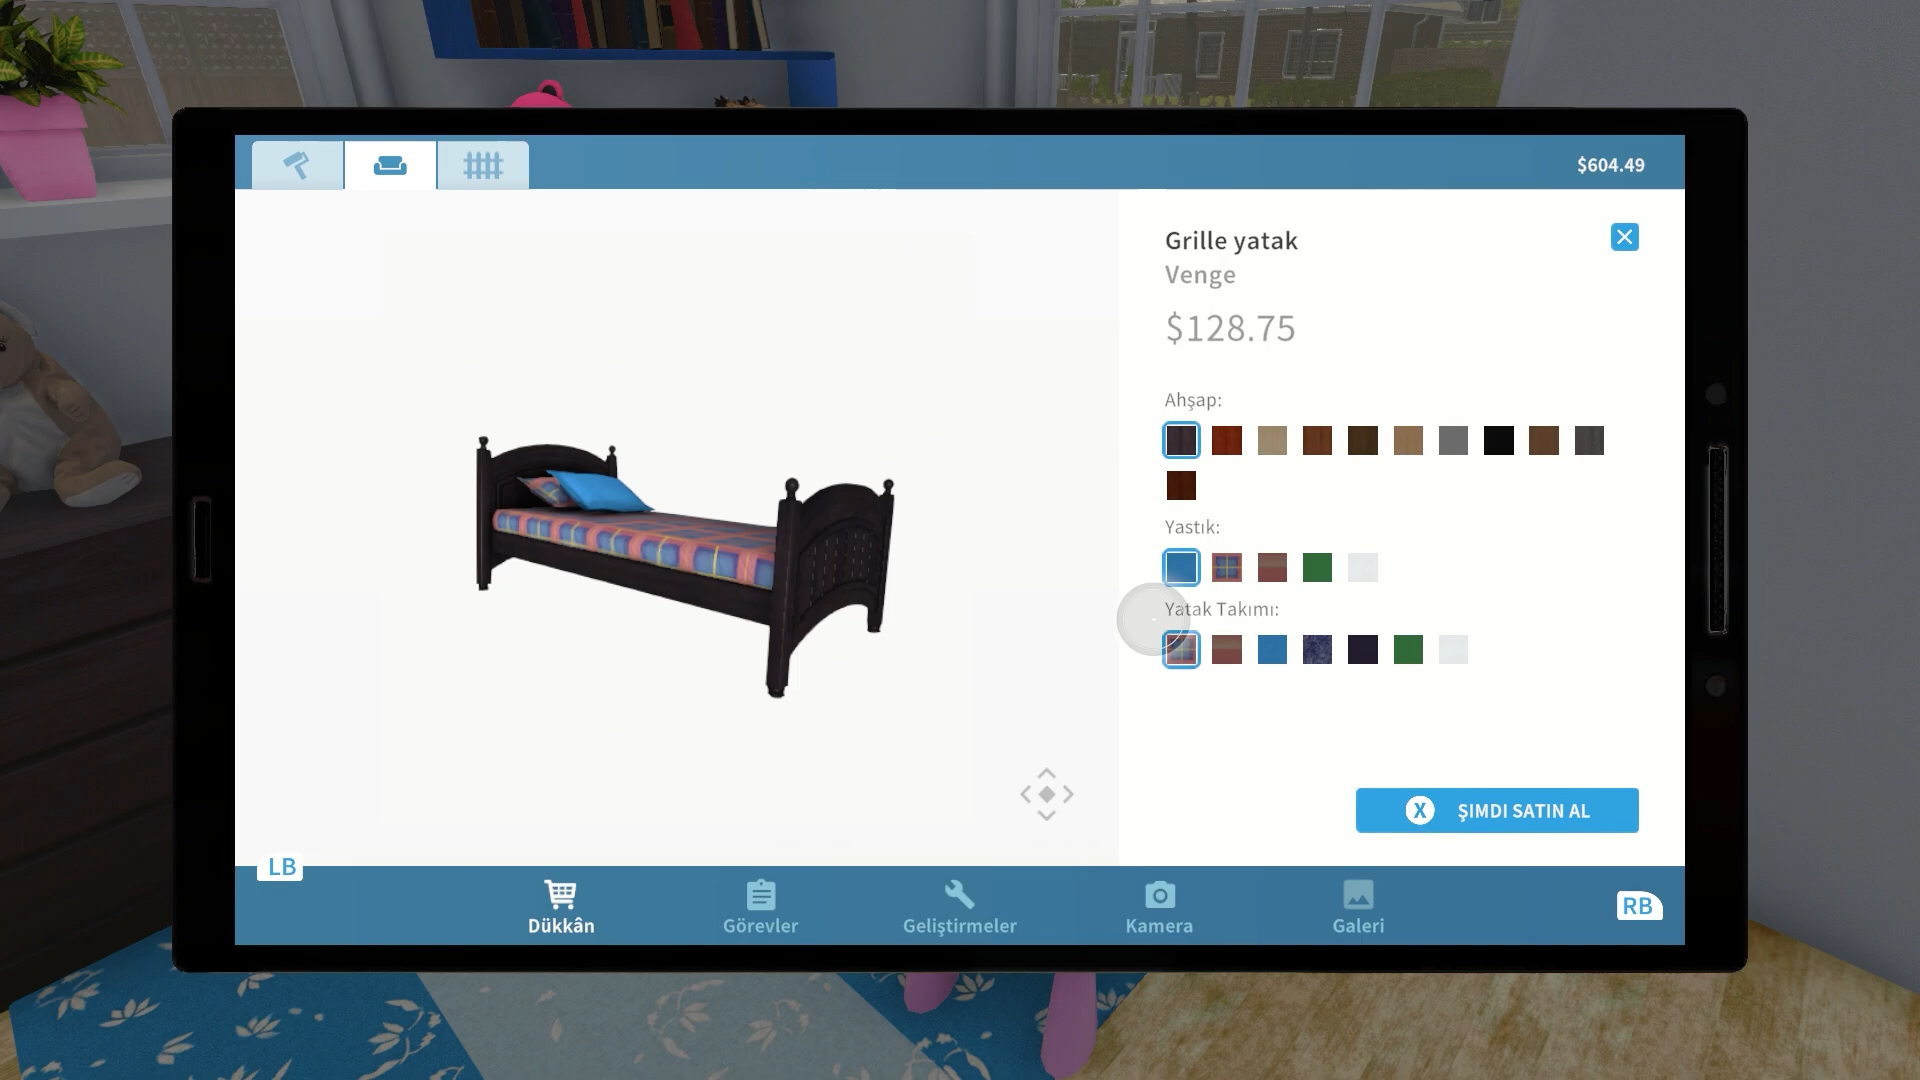 $604.49
Grille yatak
Venge
$128.75
Ahşap:
Yastık:
Yatak Takımı:
X ŞIMDI SATIN AL
LB
Dükkân
Görevler
Geliştirmeler
Kamera
Galeri
RB